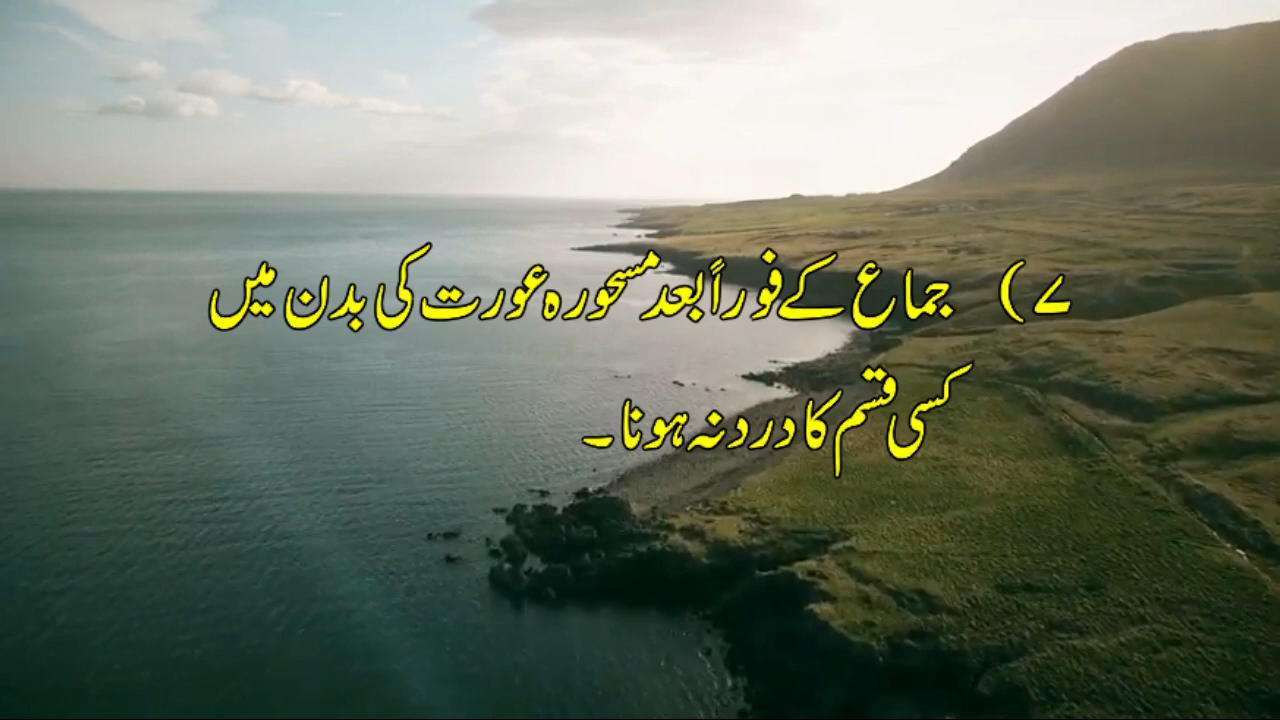 ۷) جماع کے فوراً بعد مسحورہ عورت کی بدن میں
کسی قسم کا درد نہ ہونا۔